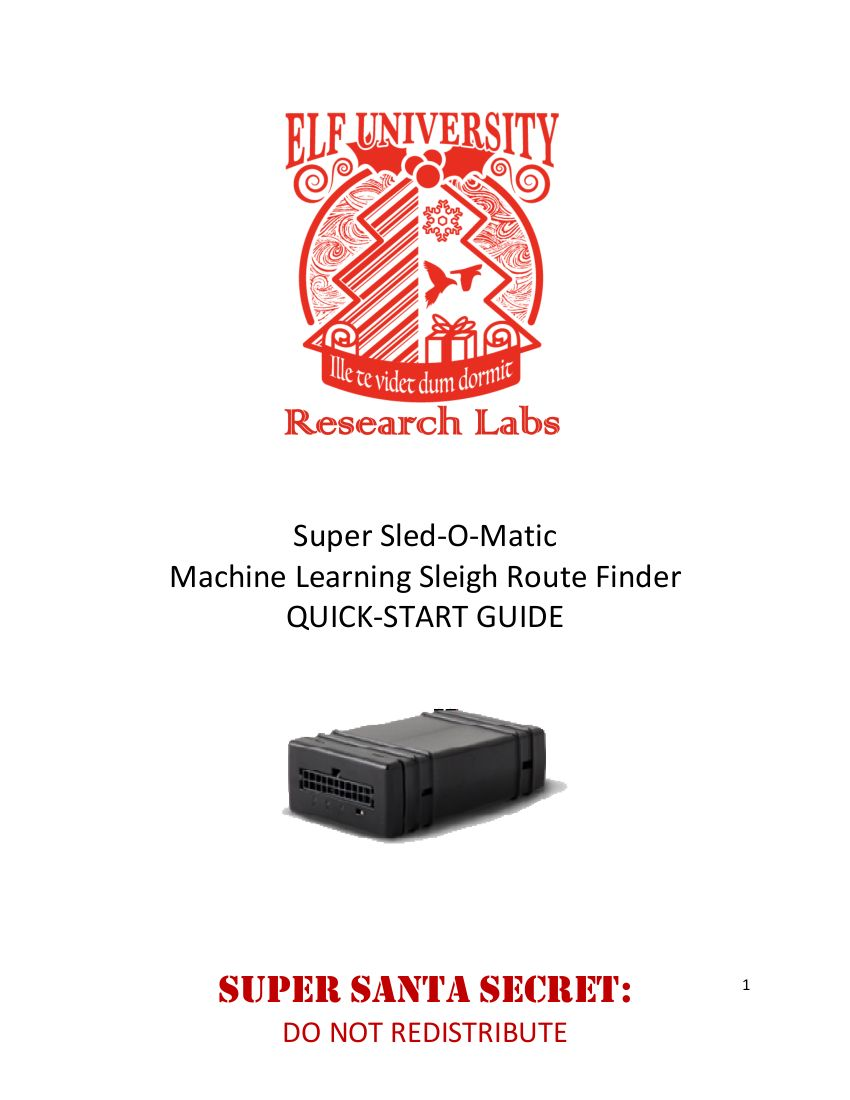 ELF UNIVERSITY
Ille te videt dum dormit
Research Labs
Super Sled-O-Matic
Machine Learning Sleigh Route Finder
QUICK-START GUIDE
SUPER SANTA SECRET:
1
DO NOT REDISTRIBUTE